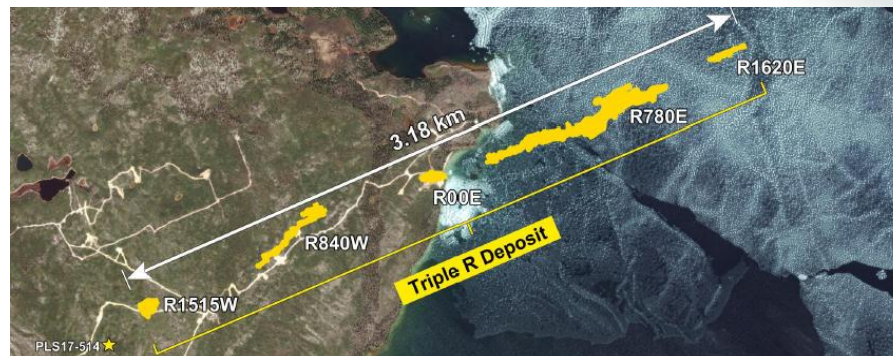 R1620E
3.18 km
R780E
R00E
R840W
Triple R Deposit
R1515W
PLS17-514